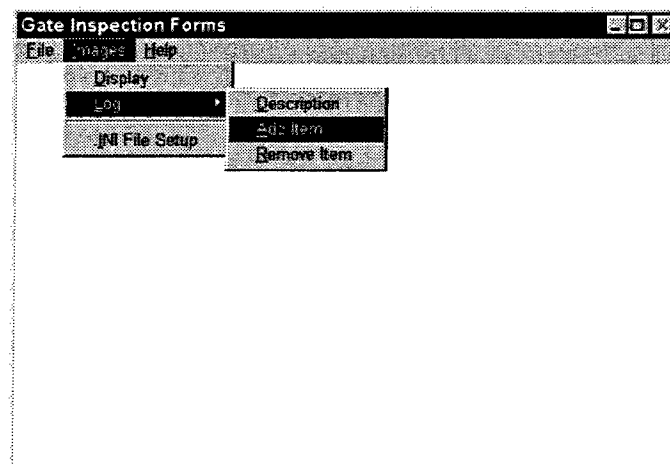 Gate Inspection Forms
File Images Help
Display
Log
.INI File Setup
Description
Add Item
Remove Item